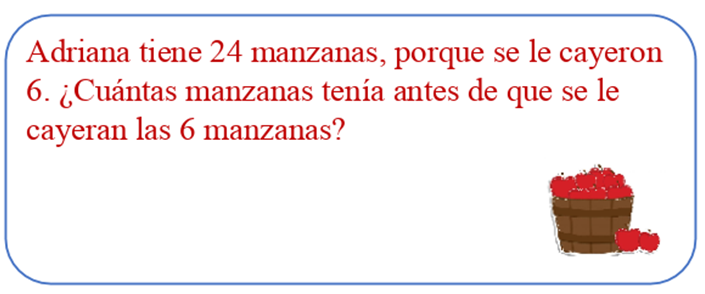 Adriana tiene 24 manzanas, porque se le cayeron
6. ¿Cuántas manzanas tenía antes de que se le
cayeran las 6 manzanas?